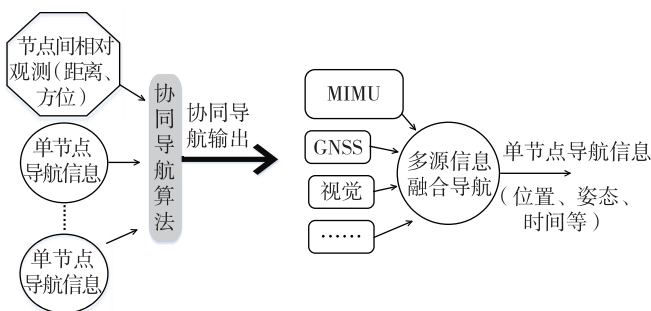 节点间相对
观测(距离、
方位)
单节点
导航信息
单节点
导航信息
协同导航算法
协同导
航输出
MIMU
GNSS
视觉
……
多源信息
融合导航
单节点导航信息
(位置、姿态、
时间等)